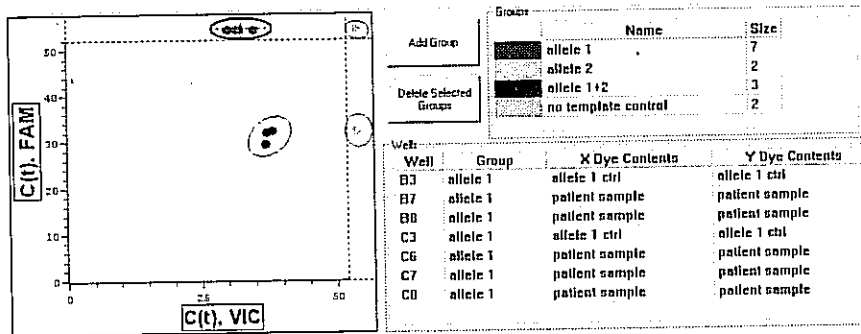 50
40
30
20
10
0
C(t), FAM
0
25
50
C(t), VIC
Add Group
Delete Selected
Groups
Groups
Name Size
allele 1 7
allele 2 2
allele 1+2 3
no template control 2
Wells
Well Group X Dye Contents Y Dye Contents
B3 allele 1 allele 1 ctrl allele 1 ctrl
B7 allele 1 patient sample patient sample
B8 allele 1 patient sample patient sample
C3 allele 1 allele 1 ctrl allele 1 ctrl
C6 allele 1 patient sample patient sample
C7 allele 1 patient sample patient sample
C8 allele 1 patient sample patient sample